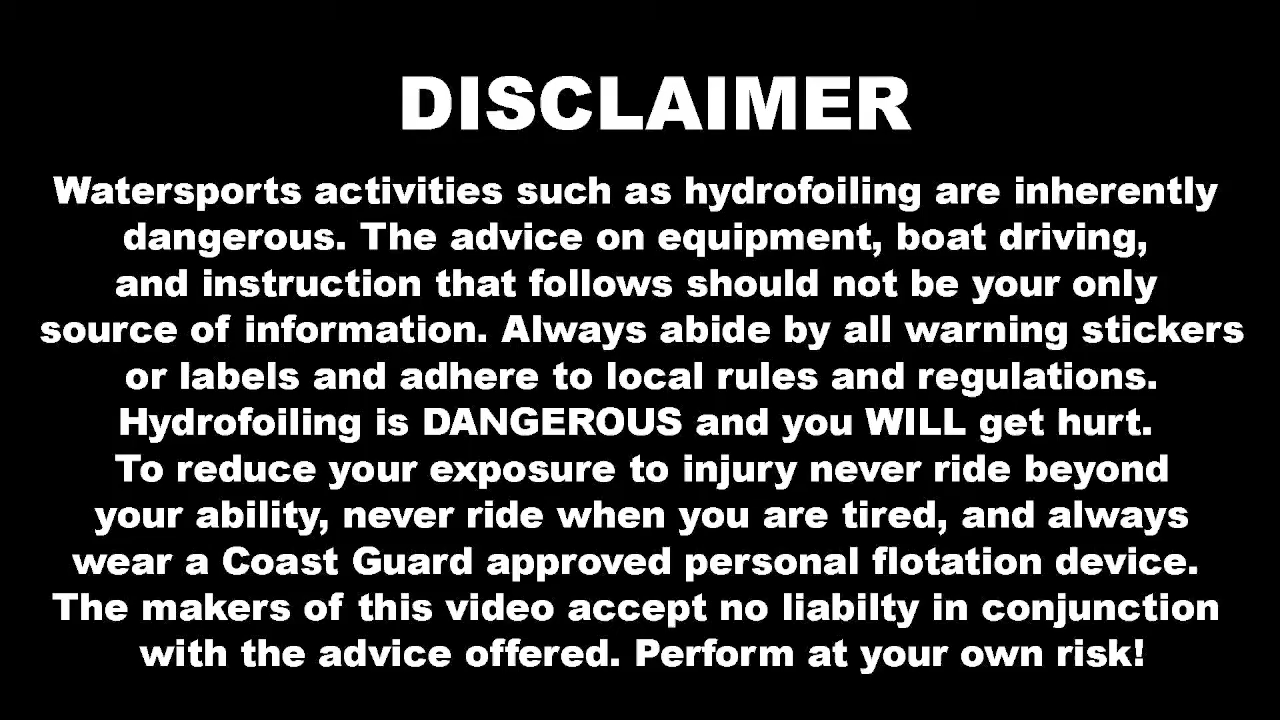 DISCLAIMER
Watersports activities such as hydrofoiling are inherently
dangerous. The advice on equipment, boat driving,
and instruction that follows should not be your only
source of information. Always abide by all warning stickers
or labels and adhere to local rules and regulations.
Hydrofoiling is DANGEROUS and you WILL get hurt.
To reduce your exposure to injury never ride beyond
your ability, never ride when you are tired, and always
wear a Coast Guard approved personal flotation device.
The makers of this video accept no liabilty in conjunction
with the advice offered. Perform at your own risk!